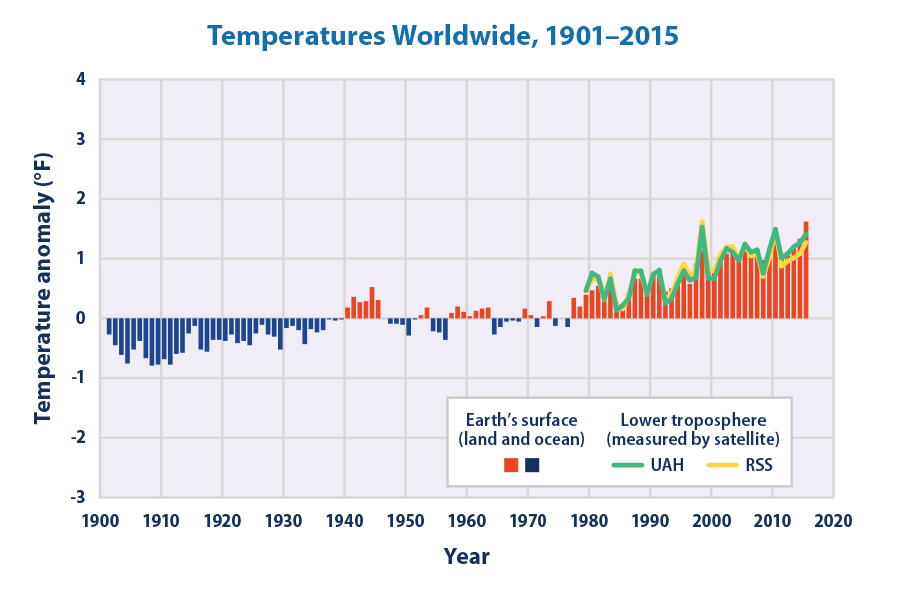 Temperatures Worldwide, 1901–2015
Temperature anomaly (°F)
4
3
2
1
0
-1
-2
-3
Earth's surface
(land and ocean)
Lower troposphere
(measured by satellite)
UAH
RSS
1900 1910 1920 1930 1940 1950 1960 1970 1980 1990 2000 2010 2020
Year